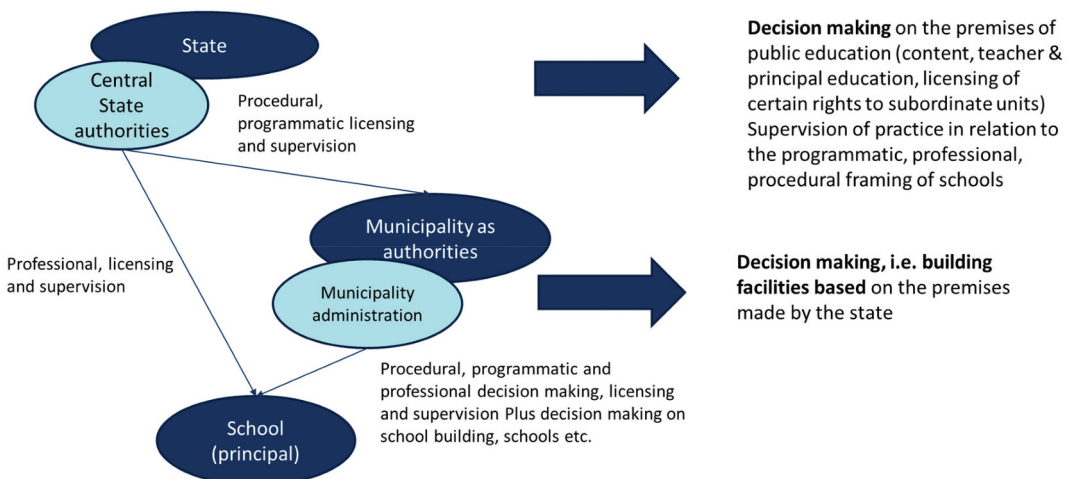 State
Central
State
authorities
Procedural,
programmatic licensing
and supervision
Decision making on the premises of
public education (content, teacher &
principal education, licensing of
certain rights to subordinate units)
Supervision of practice in relation to
the programmatic, professional,
procedural framing of schools
Municipality as
authorities
Professional, licensing
and supervision
Municipality
administration
Decision making, i.e. building
facilities based on the premises
made by the state
Procedural, programmatic and
professional decision making, licensing
and supervision Plus decision making on
school building, schools etc.
School
(principal)